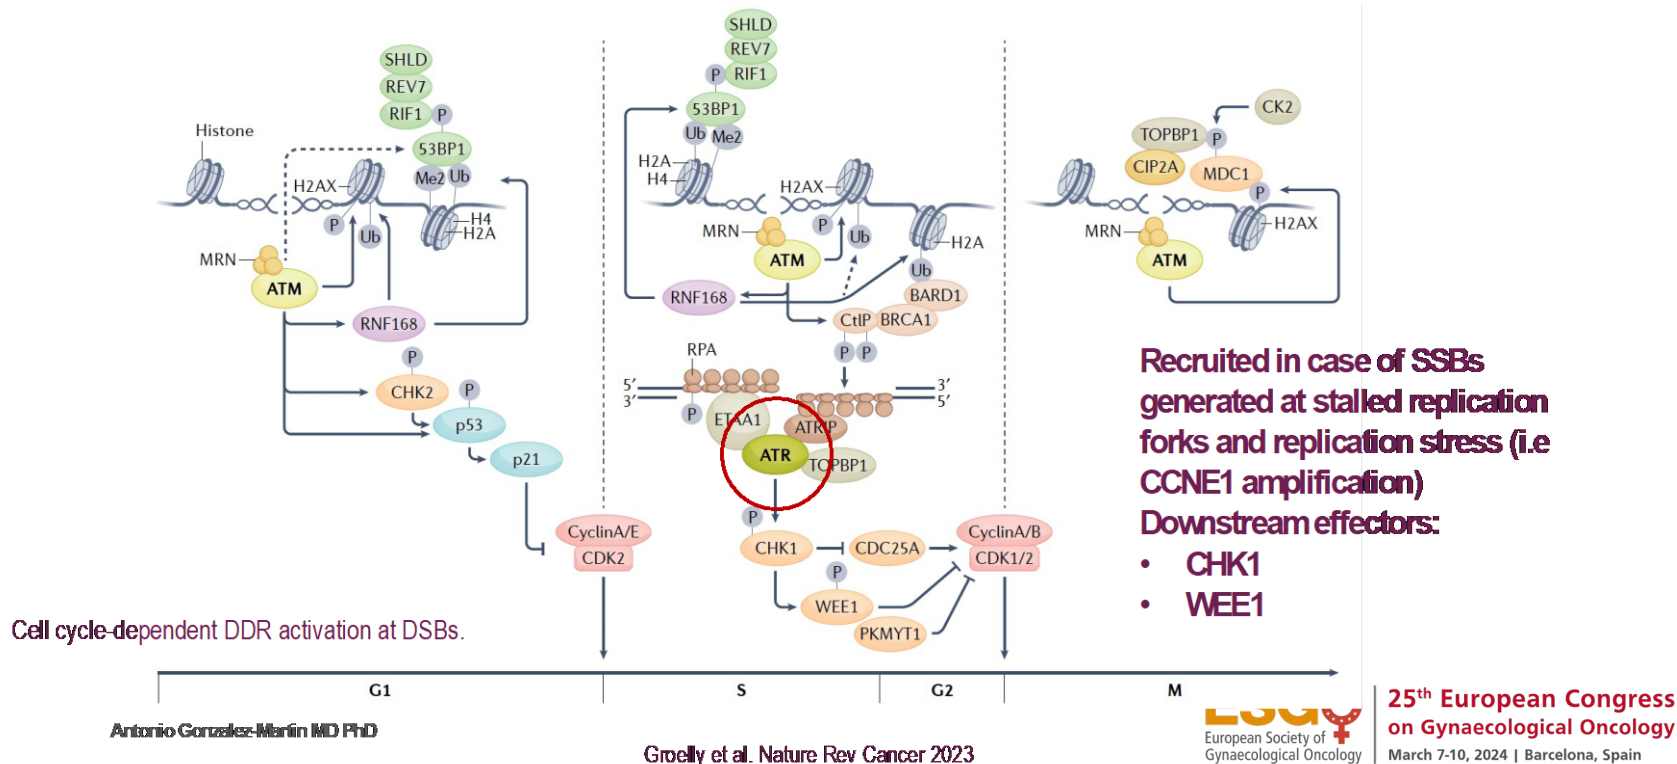 SHLD
REV7
RIF1
P
53BP1
Me2
Ub
Histone
H2AX
P
Ub
H4
H2A
MRN
ATM
RNF168
P
CHK2
P
p53
p21
CyclinA/E
CDK2
SHLD
REV7
P
RIF1
53BP1
Ub
Me2
H2A
H4
H2AX
P
Ub
MRN
ATM
H2A
Ub
RNF168
BARD1
CtIP
BRCA1
P
P
RPA
5′
3′
3′
5′
P
ETAA1
ATRIP
ATR
TOPBP1
P
CHK1
CDC25A
CyclinA/B
CDK1/2
P
WEE1
PKMYT1
CK2
TOPBP1
P
CIP2A
MDC1
P
MRN
H2AX
ATM
Recruited in case of SSBs
generated at stalled replication
forks and replication stress (i.e
CCNE1 amplification)
Downstream effectors:
• CHK1
• WEE1
Cell cycle-dependent DDR activation at DSBs.
G1
S
G2
M
Antonio Gonzalez-Martin MD PhD
Groelly et al. Nature Rev Cancer 2023
ESGO
European Society of
Gynaecological Oncology
25th European Congress
on Gynaecological Oncology
March 7-10, 2024 | Barcelona, Spain